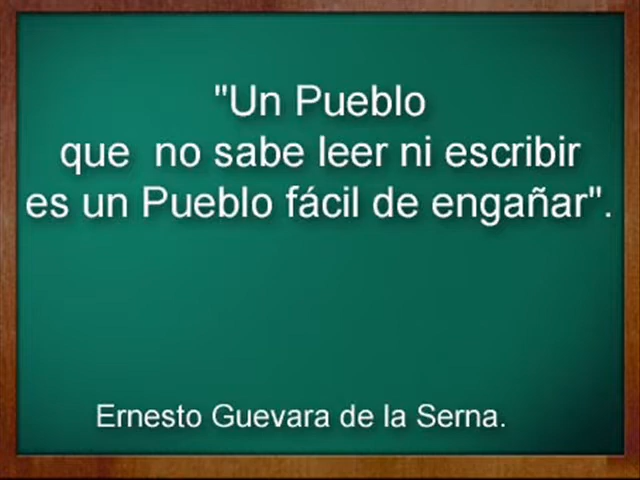 "Un Pueblo
que no sabe leer ni escribir
es un Pueblo fácil de engañar".
Ernesto Guevara de la Serna.